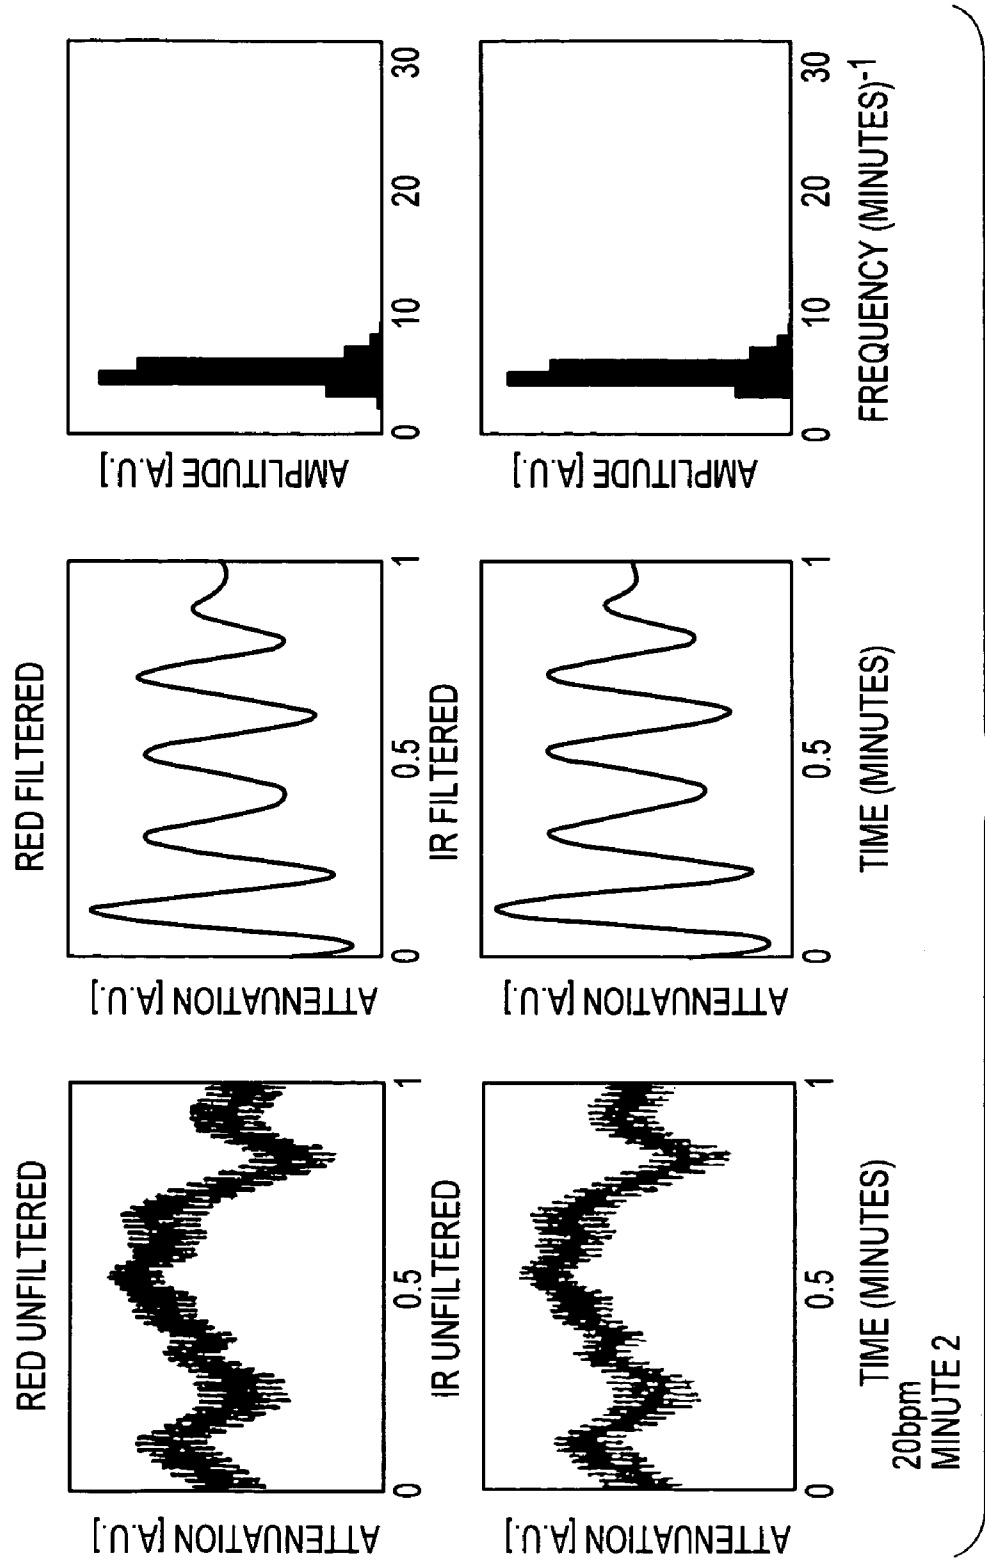 RED UNFILTERED
ATTENUATION [A.U.]
0 0.5 1
RED FILTERED
ATTENUATION [A.U.]
0 0.5 1
AMPLITUDE [A.U.]
0 10 20 30
IR UNFILTERED
ATTENUATION [A.U.]
0 0.5 1
TIME (MINUTES)
IR FILTERED
ATTENUATION [A.U.]
0 0.5 1
TIME (MINUTES)
AMPLITUDE [A.U.]
0 10 20 30
FREQUENCY (MINUTES)-1
20bpm
MINUTE 2